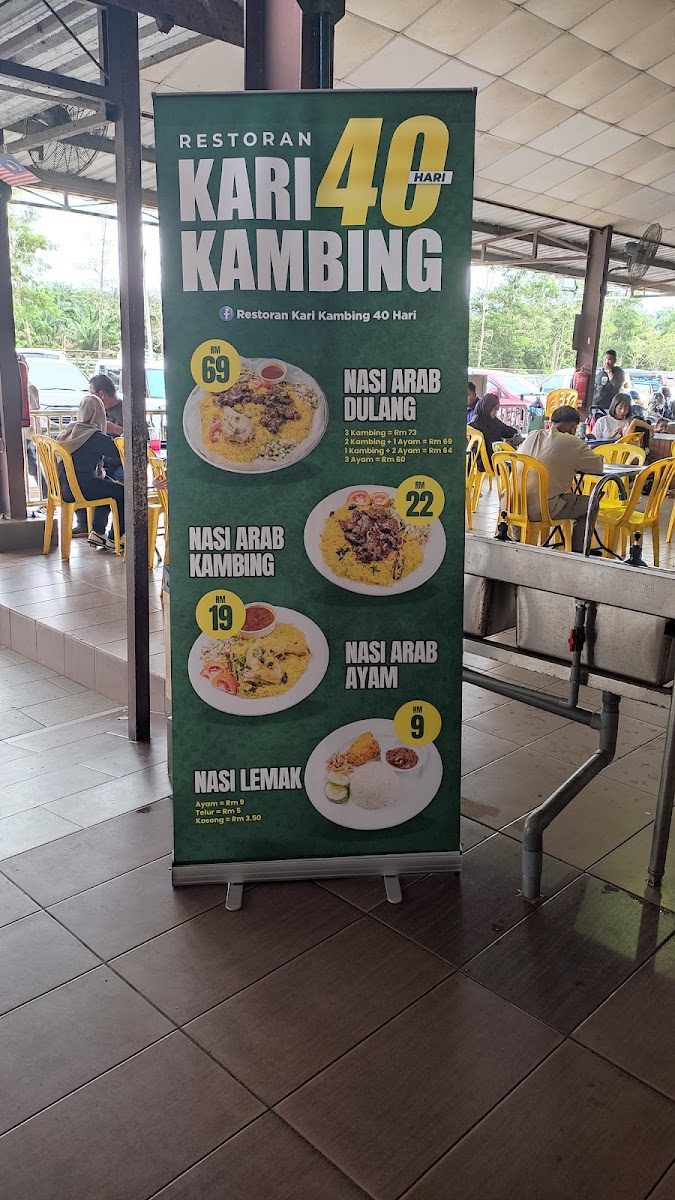 RESTORAN
KARI 40
HARI
KAMBING
Restoran Kari Kambing 40 Hari
RM
69
NASI ARAB
DULANG
3 Kambing = Rm 73
2 Kambing + 1 Ayam = Rm 69
1 Kambing + 2 Ayam = Rm 64
3 Ayam = Rm 60
RM
22
NASI ARAB
KAMBING
RM
19
NASI ARAB
AYAM
RM
9
NASI LEMAK
Ayam = Rm 9
Telur = Rm 5
Kosong = Rm 3.50